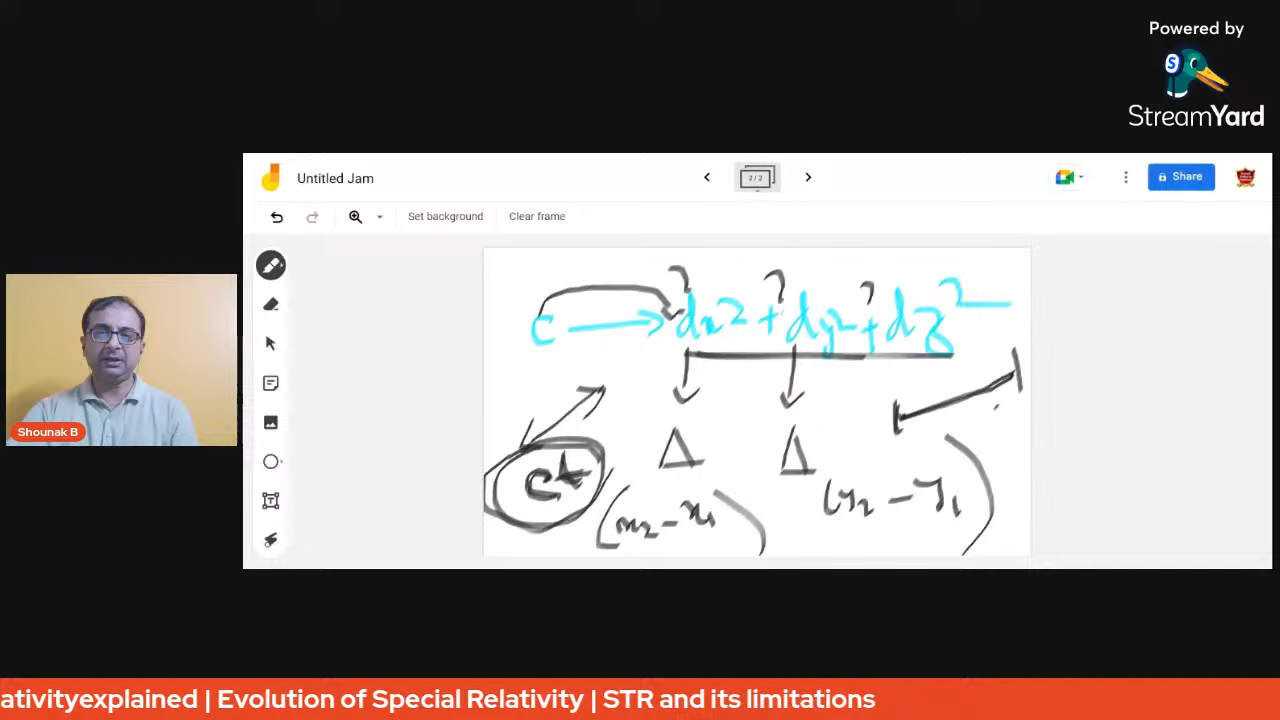 Powered by
StreamYard
Untitled Jam
2 / 2
Share
Set background
Clear frame
? ? ?
c → dx2 + dy2 + dz2
Δ Δ
ct
(x2 - x1)
(y2 - y1)
Shounak B
ativityexplained | Evolution of Special Relativity | STR and its limitations